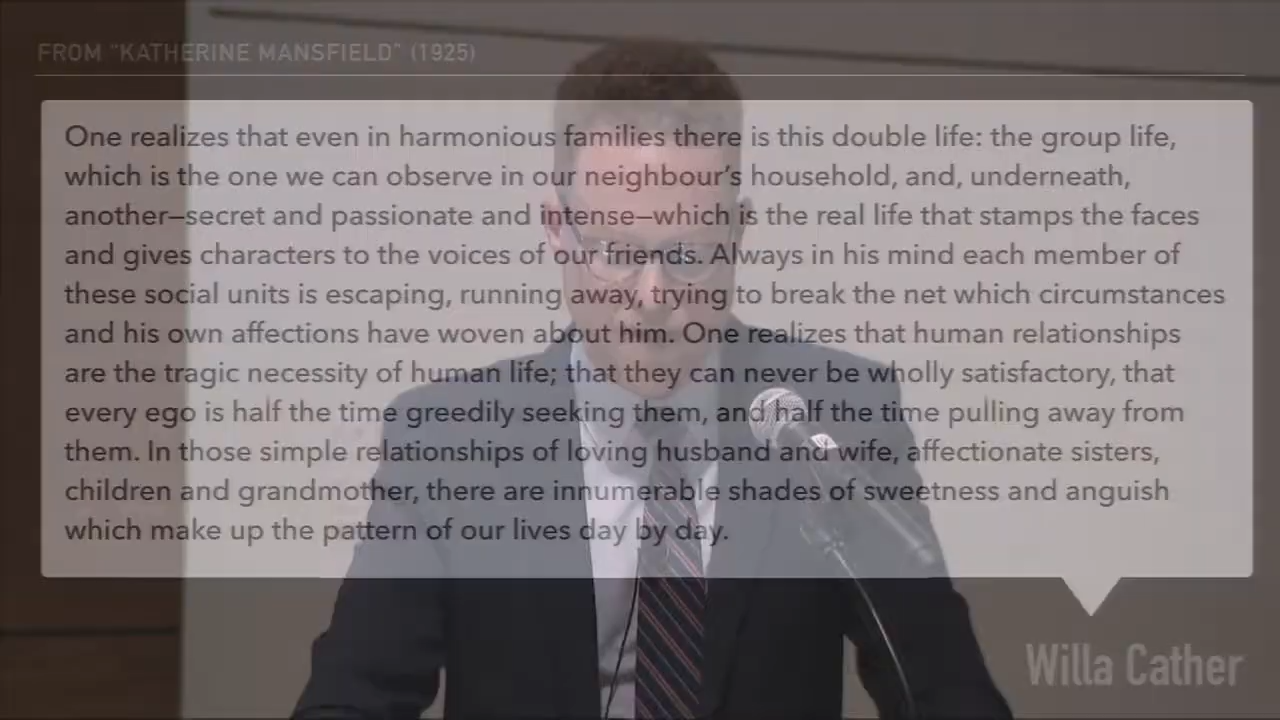 FROM "KATHERINE MANSFIELD" (1925)
One realizes that even in harmonious families there is this double life: the group life,
which is the one we can observe in our neighbour's household, and, underneath,
another—secret and passionate and intense—which is the real life that stamps the faces
and gives characters to the voices of our friends. Always in his mind each member of
these social units is escaping, running away, trying to break the net which circumstances
and his own affections have woven about him. One realizes that human relationships
are the tragic necessity of human life; that they can never be wholly satisfactory, that
every ego is half the time greedily seeking them, and half the time pulling away from
them. In those simple relationships of loving husband and wife, affectionate sisters,
children and grandmother, there are innumerable shades of sweetness and anguish
which make up the pattern of our lives day by day.
Willa Cather